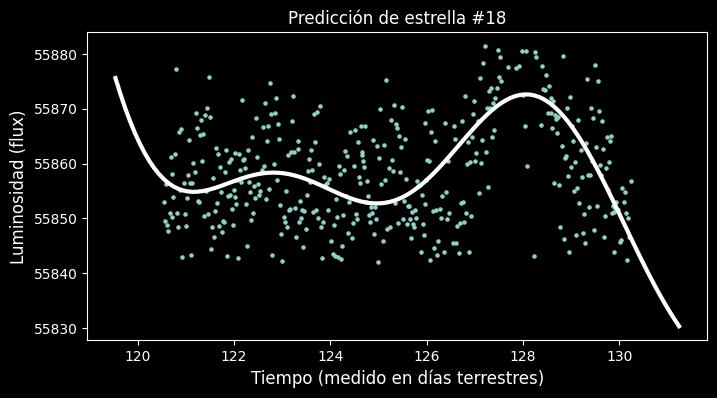 Predicción de estrella #18
Luminosidad (flux)
55880
55870
55860
55850
55840
55830
120 122 124 126 128 130
Tiempo (medido en días terrestres)